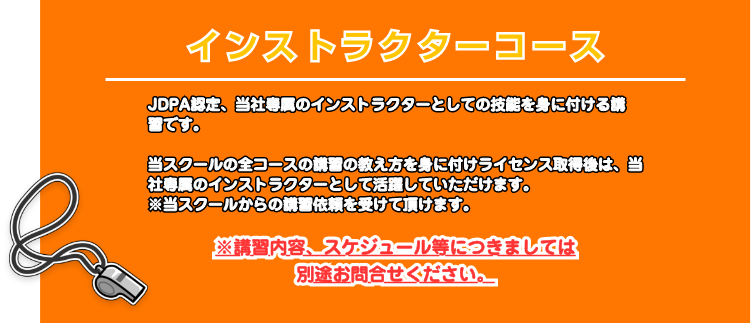 インストラクターコース
JDPA認定、当社専属のインストラクターとしての技能を身に付ける講
習です。
当スクールの全コースの講習の教え方を身に付けライセンス取得後は、当
社専属のインストラクターとして活躍していただけます。
※当スクールからの講習依頼を受けて頂けます。
※講習内容、スケジュール等につきましては
別途お問合せください。